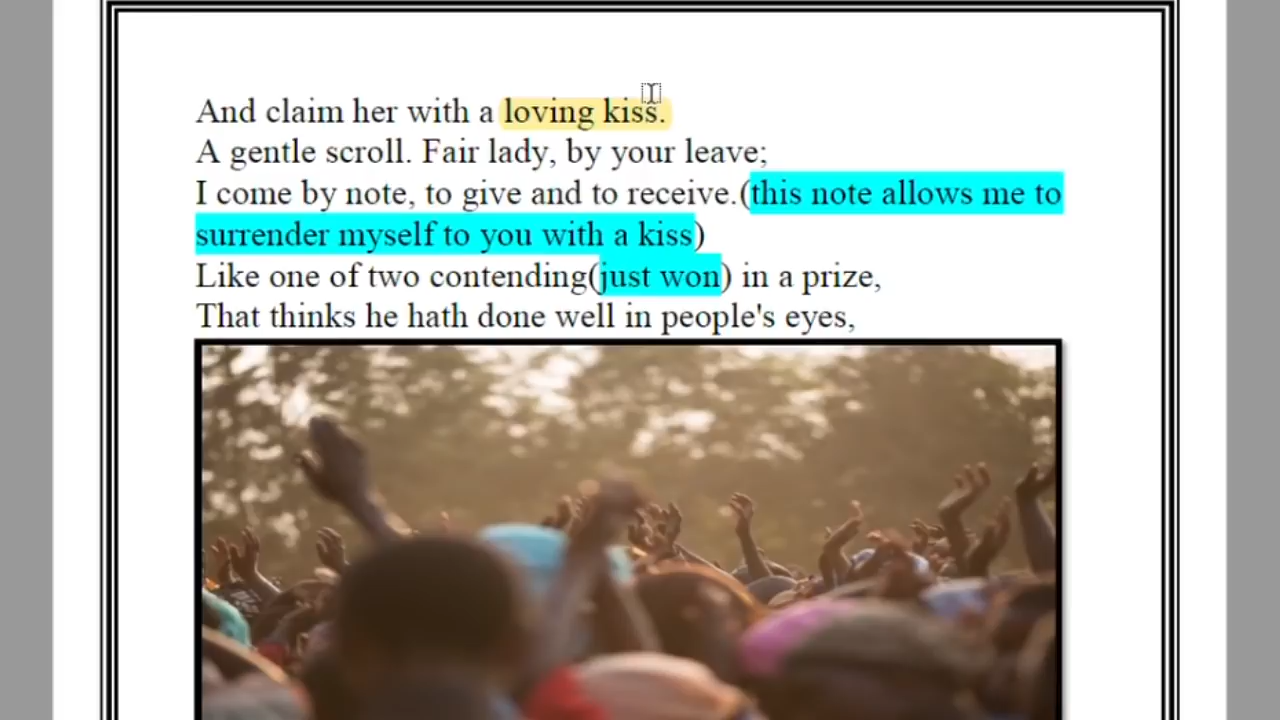 And claim her with a loving kiss.
A gentle scroll. Fair lady, by your leave;
I come by note, to give and to receive.(this note allows me to
surrender myself to you with a kiss)
Like one of two contending(just won) in a prize,
That thinks he hath done well in people's eyes,